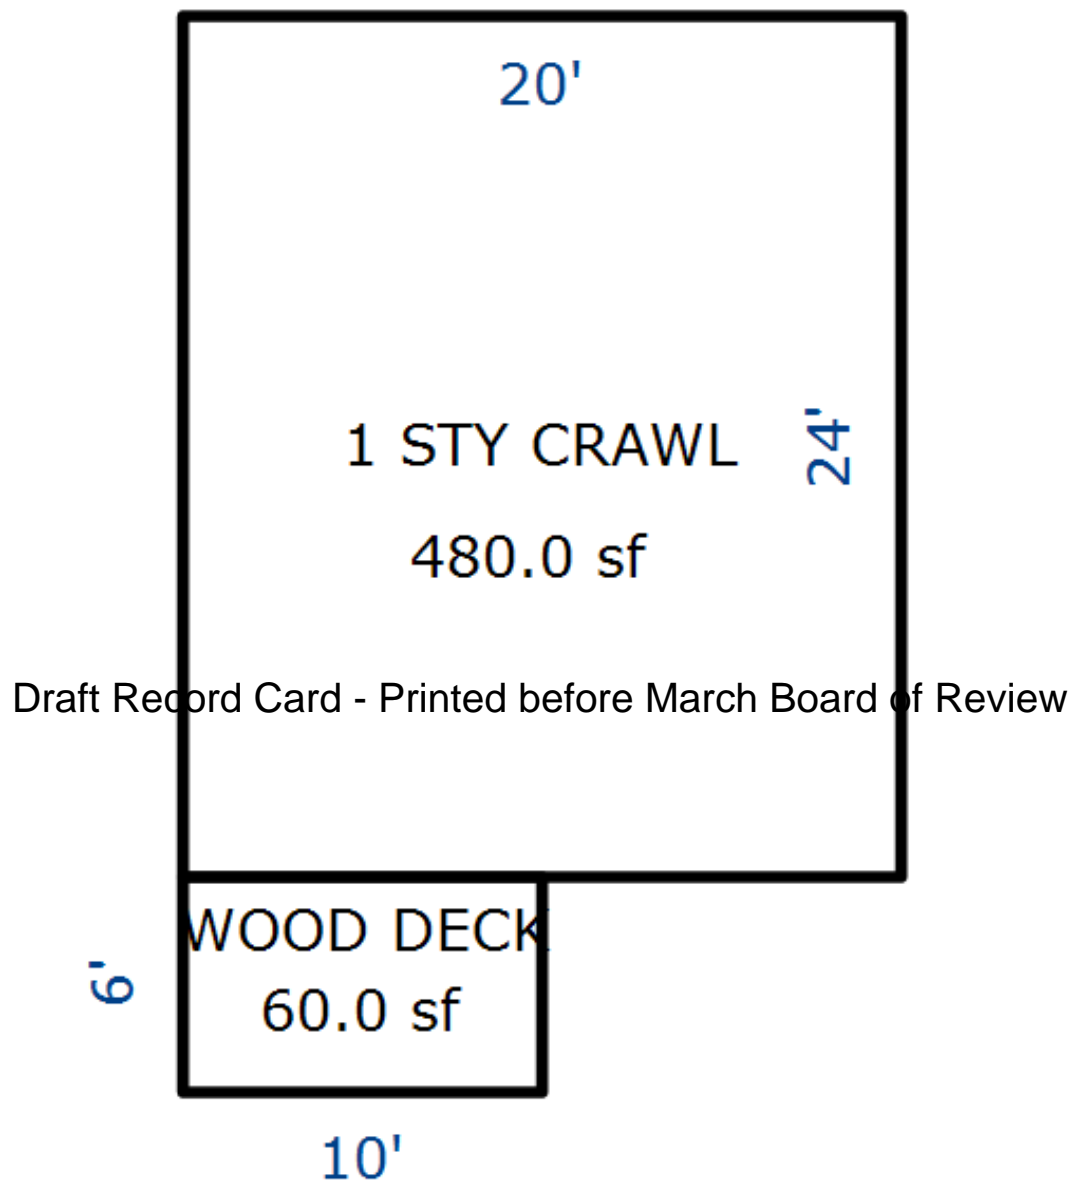 20'
1 STY CRAWL
24'
480.0 sf
Draft Record Card - Printed before March Board of Review
WOOD DECK
6'
60.0 sf
10'